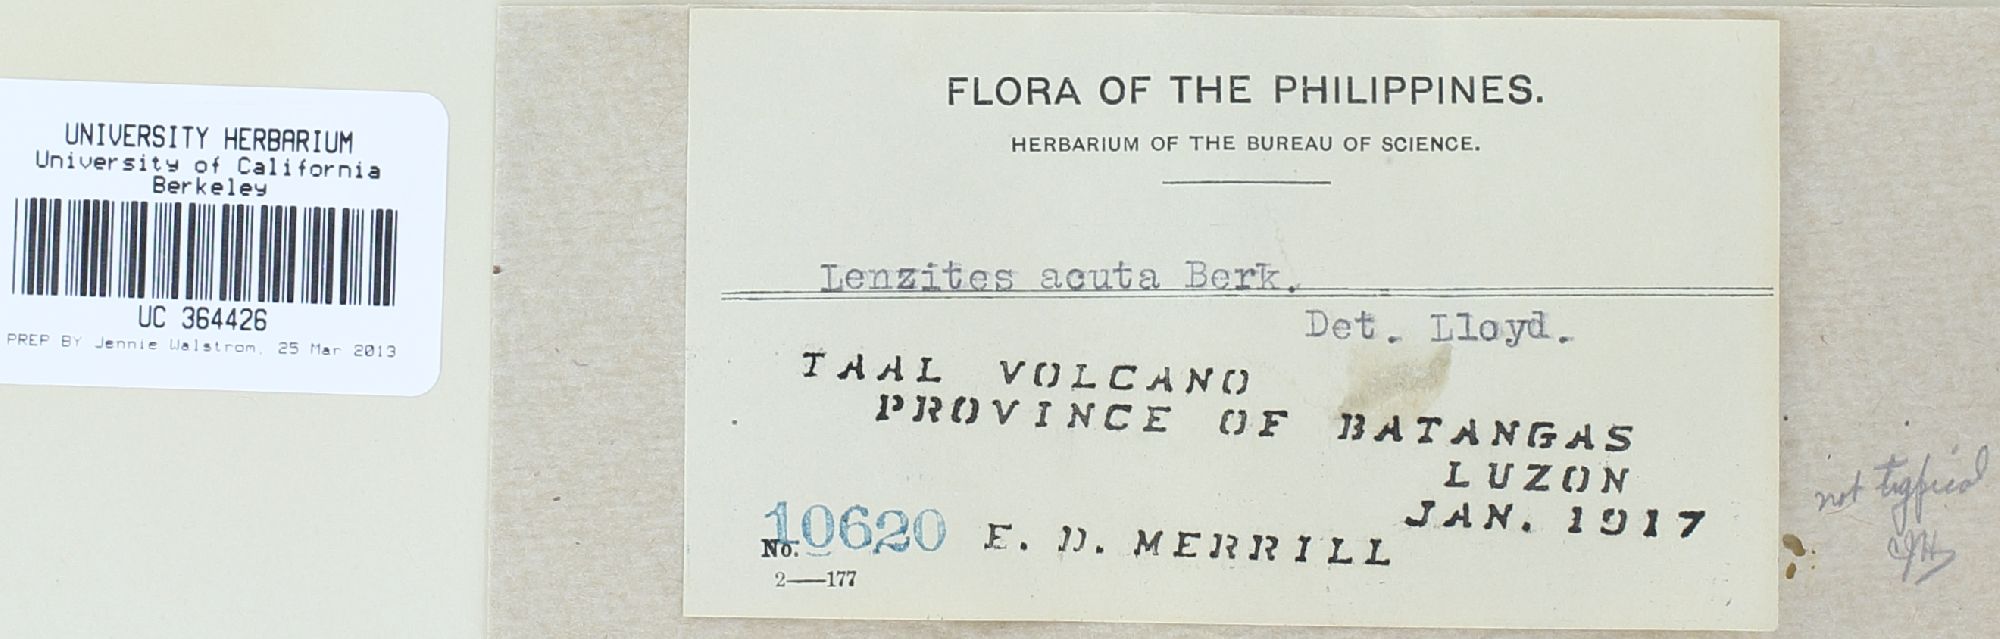 UNIVERSITY HERBARIUM
University of California
Berkeley
UC 364426
PREP BY Jennie Walstrom, 25 Mar 2013
FLORA OF THE PHILIPPINES.
HERBARIUM OF THE BUREAU OF SCIENCE.
Lenzites acuta Berk.
Det. Lloyd.
TAAL VOLCANO
PROVINCE OF BATANGAS
LUZON
JAN. 1917
No. 10620 E. D. MERRILL
2—177
not typical